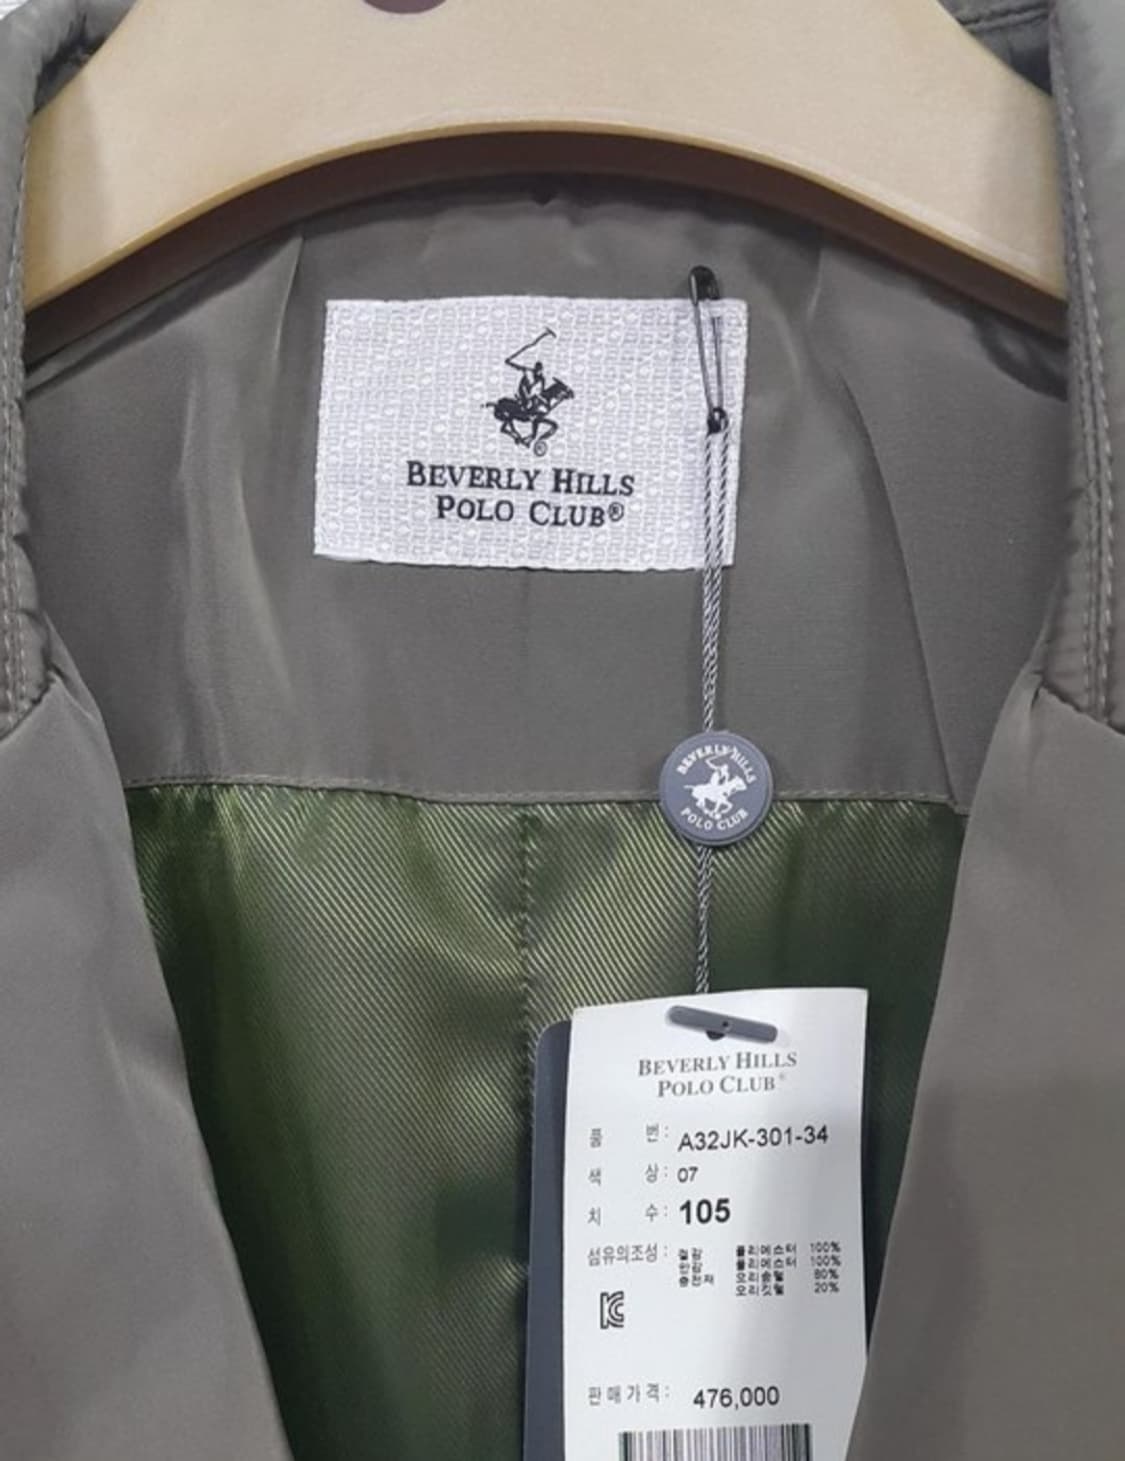 BEVERLY HILLS
POLO CLUB®
BEVERLY HILLS
POLO CLUB
BEVERLY HILLS
POLO CLUB®
품 번: A32JK-301-34
색 상: 07
치 수: 105
섬유의조성: 겉감 폴리에스터 100%
안감 폴리에스터 100%
충전재 오리솜털 80%
오리깃털 20%
판매가격: 476,000